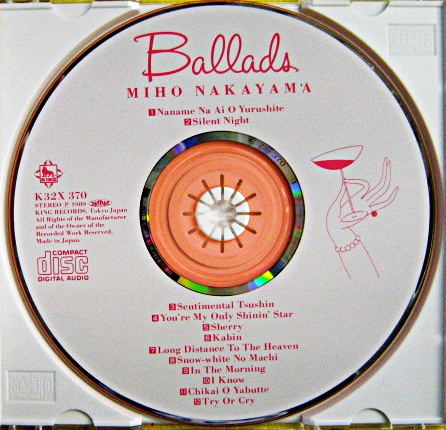 Ballads
MIHO NAKAYAMA
1 Naname Na Ai O Yurushite
2 Silent Night
K32X 370
STEREO Ⓟ 1989
KING RECORDS, Tokyo Japan
All Rights of the Manufacturer
and of the Owner of the
Recorded Work Reserved.
Made in Japan.
COMPACT
disc
DIGITAL AUDIO
3 Sentimental Tsushin
4 You're My Only Shinin' Star
5 Sherry
6 Kabin
7 Long Distance To The Heaven
8 Snow-white No Machi
9 In The Morning
10 I Know
11 Chikai O Yabutte
12 Try Or Cry